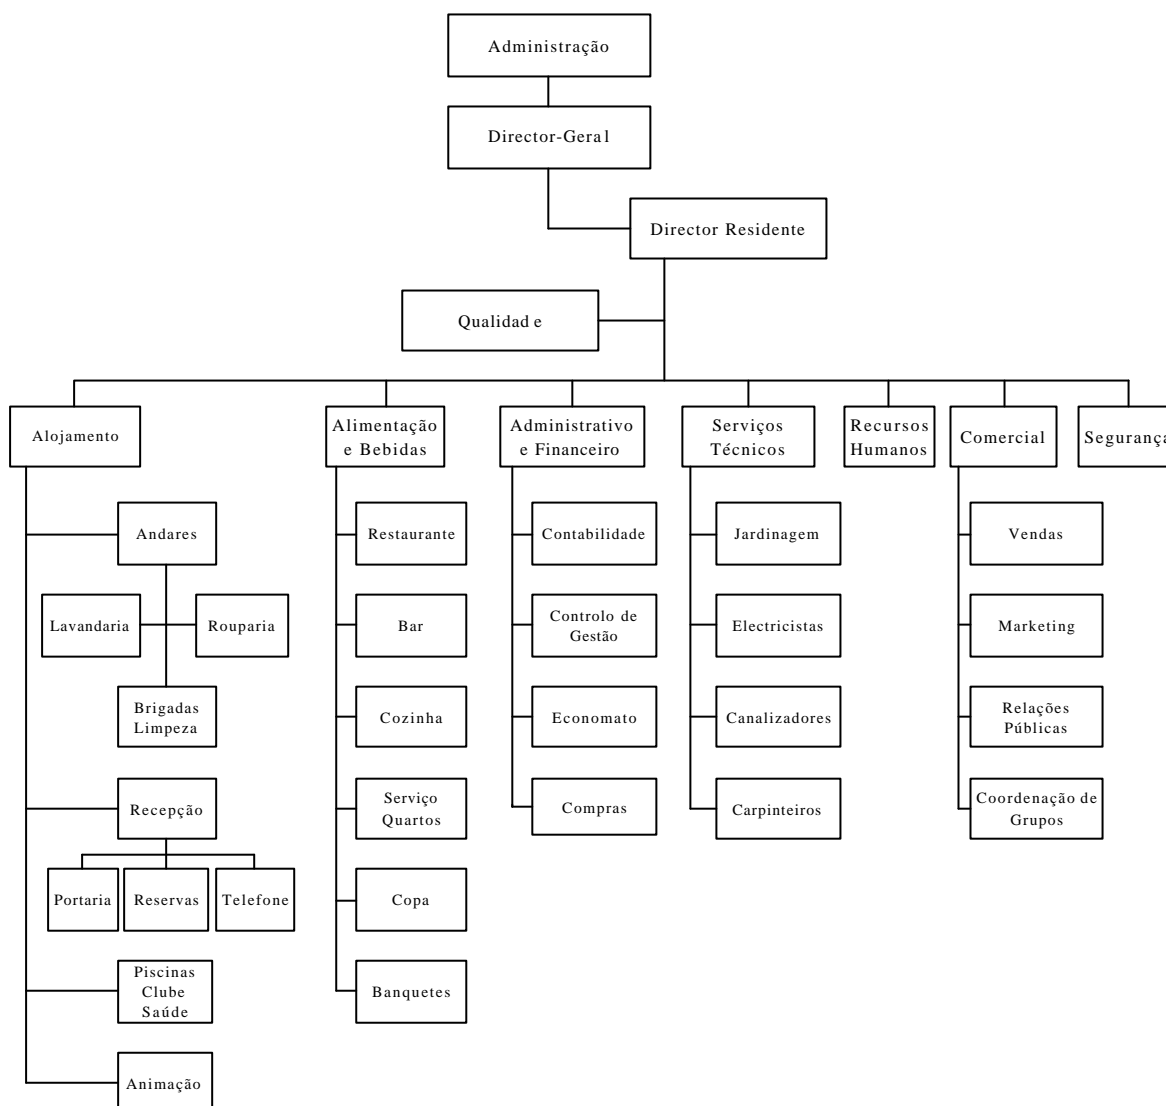 Administração
Director-Geral
Director Residente
Qualidade
Alojamento
Alimentação
e Bebidas
Administrativo
e Financeiro
Serviços
Técnicos
Recursos
Humanos
Comercial
Segurança
Andares
Restaurante
Contabilidade
Jardinagem
Vendas
Lavandaria
Rouparia
Bar
Controlo de
Gestão
Electricistas
Marketing
Brigadas
Limpeza
Cozinha
Economato
Canalizadores
Relações
Públicas
Recepção
Serviço
Quartos
Compras
Carpinteiros
Coordenação de
Grupos
Portaria
Reservas
Telefone
Copa
Piscinas
Clube
Saúde
Banquetes
Animação